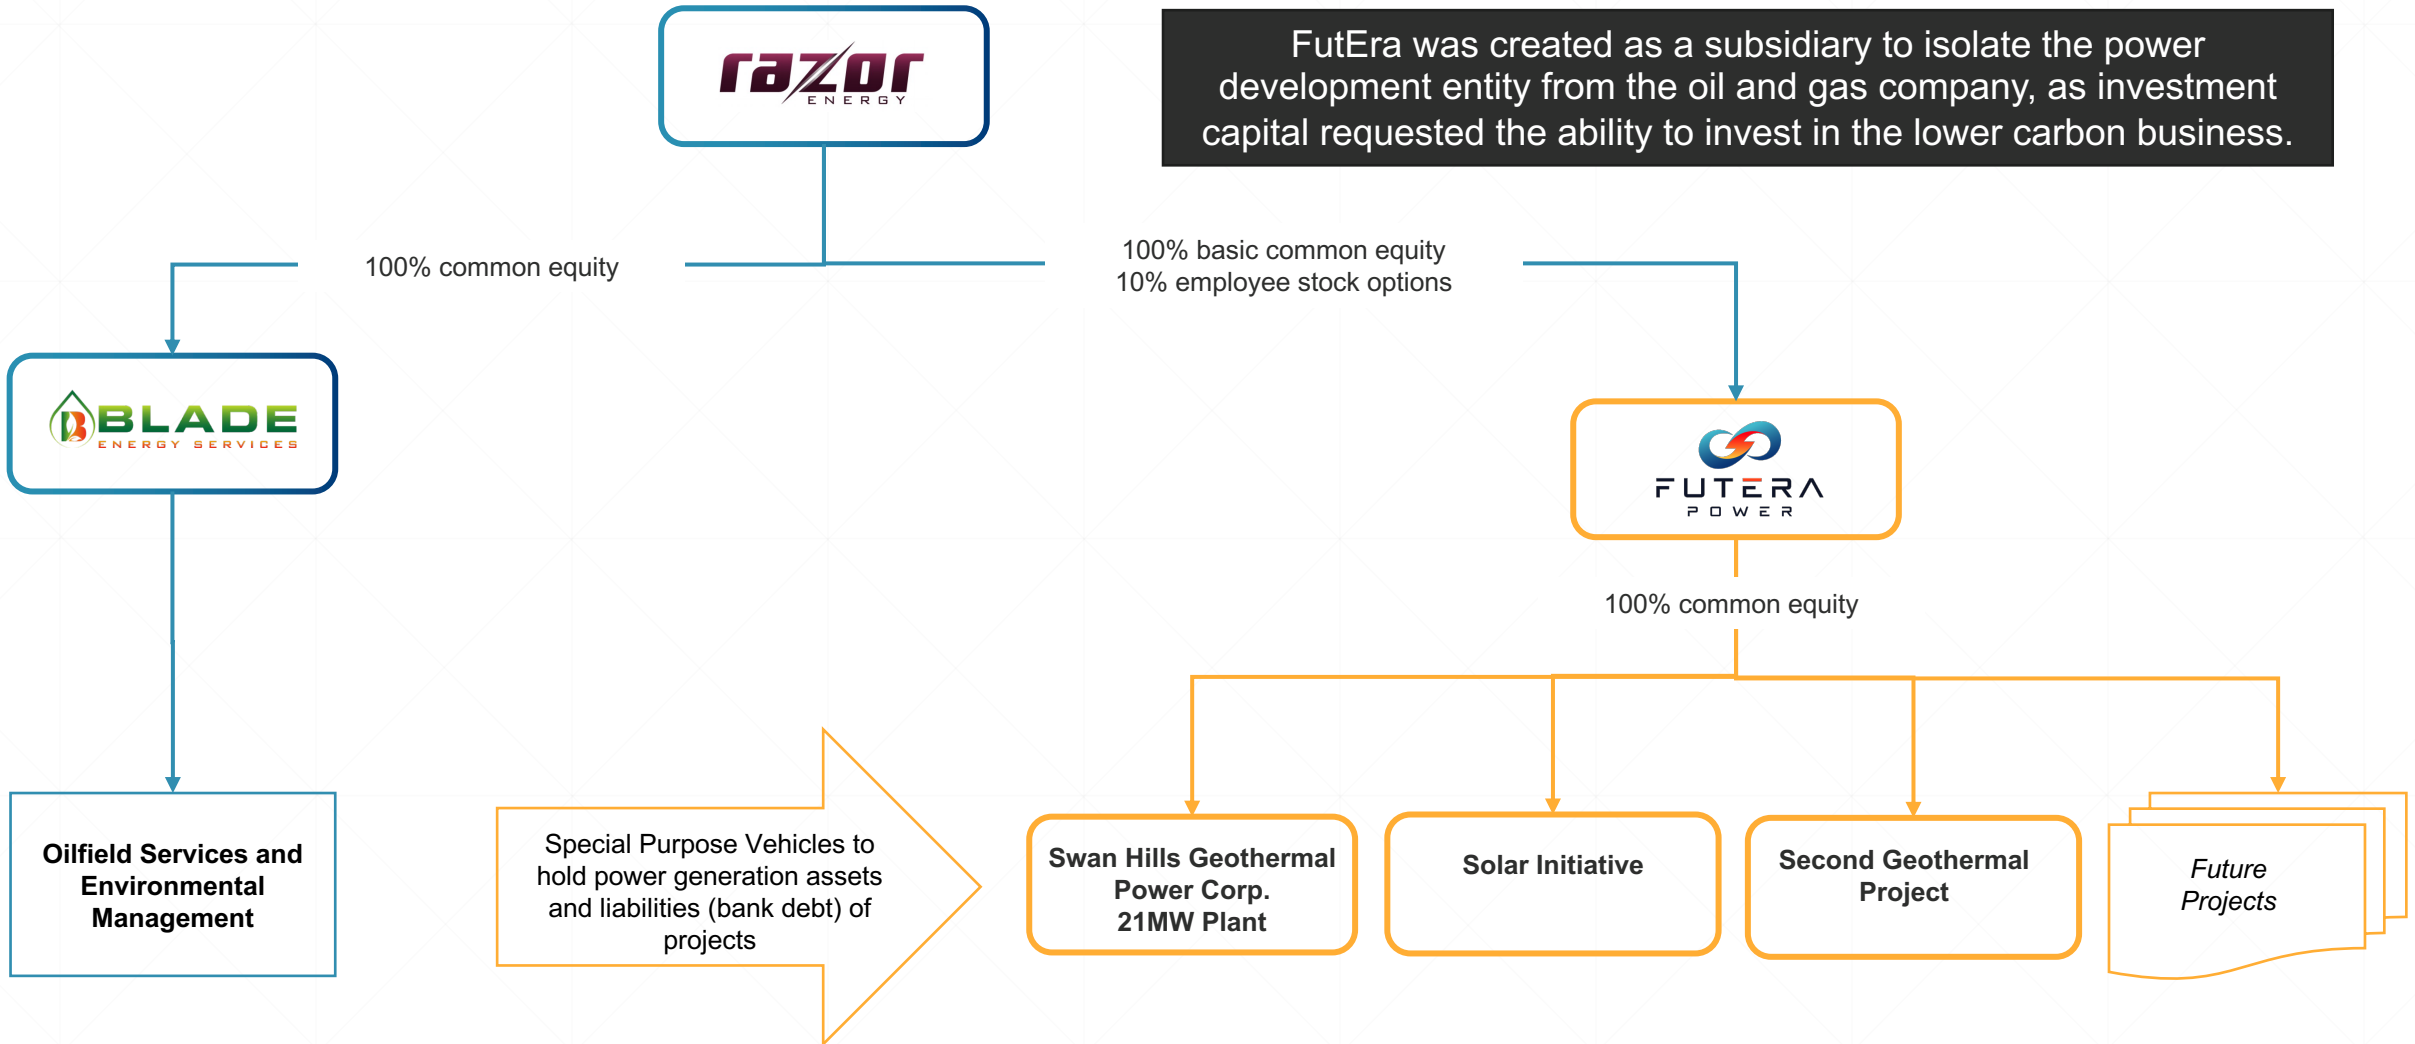 razor
ENERGY
FutEra was created as a subsidiary to isolate the power
development entity from the oil and gas company, as investment
capital requested the ability to invest in the lower carbon business.
100% common equity
100% basic common equity
10% employee stock options
BLADE
ENERGY SERVICES
FUTERA
POWER
100% common equity
Oilfield Services and
Environmental
Management
Special Purpose Vehicles to
hold power generation assets
and liabilities (bank debt) of
projects
Swan Hills Geothermal
Power Corp.
21MW Plant
Solar Initiative
Second Geothermal
Project
Future
Projects